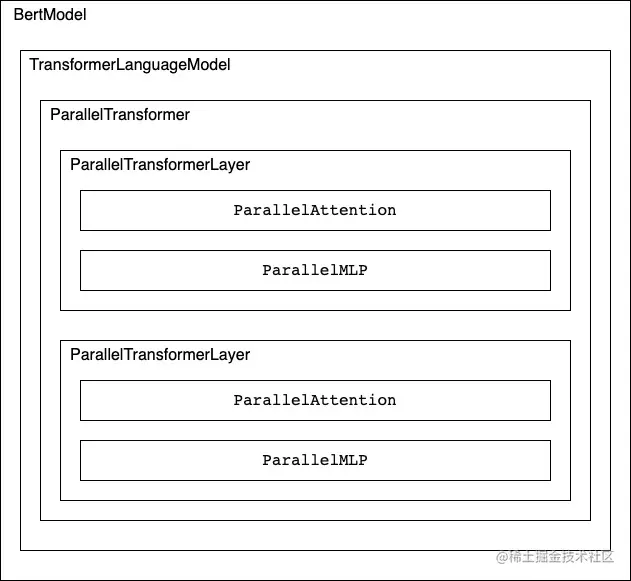 BertModel
TransformerLanguageModel
ParallelTransformer
ParallelTransformerLayer
ParallelAttention
ParallelMLP
ParallelTransformerLayer
ParallelAttention
ParallelMLP
@稀土掘金技术社区